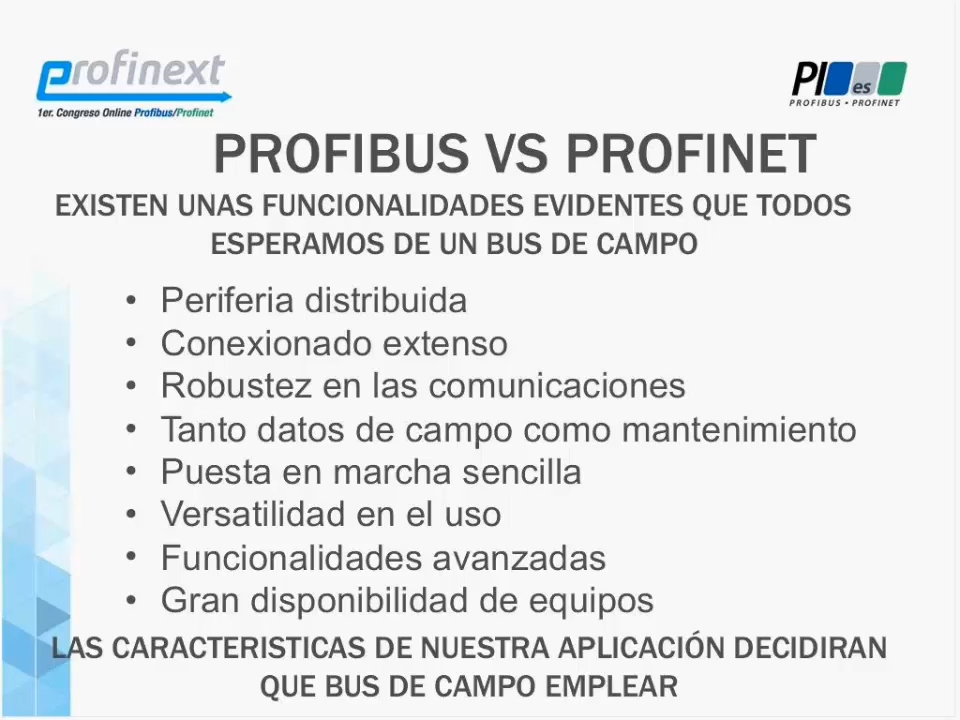 profinext
1er. Congreso Online Profibus/Profinet
PI es
PROFIBUS • PROFINET
PROFIBUS VS PROFINET
EXISTEN UNAS FUNCIONALIDADES EVIDENTES QUE TODOS
ESPERAMOS DE UN BUS DE CAMPO
• Periferia distribuida
• Conexionado extenso
• Robustez en las comunicaciones
• Tanto datos de campo como mantenimiento
• Puesta en marcha sencilla
• Versatilidad en el uso
• Funcionalidades avanzadas
• Gran disponibilidad de equipos
LAS CARACTERISTICAS DE NUESTRA APLICACIÓN DECIDIRAN
QUE BUS DE CAMPO EMPLEAR